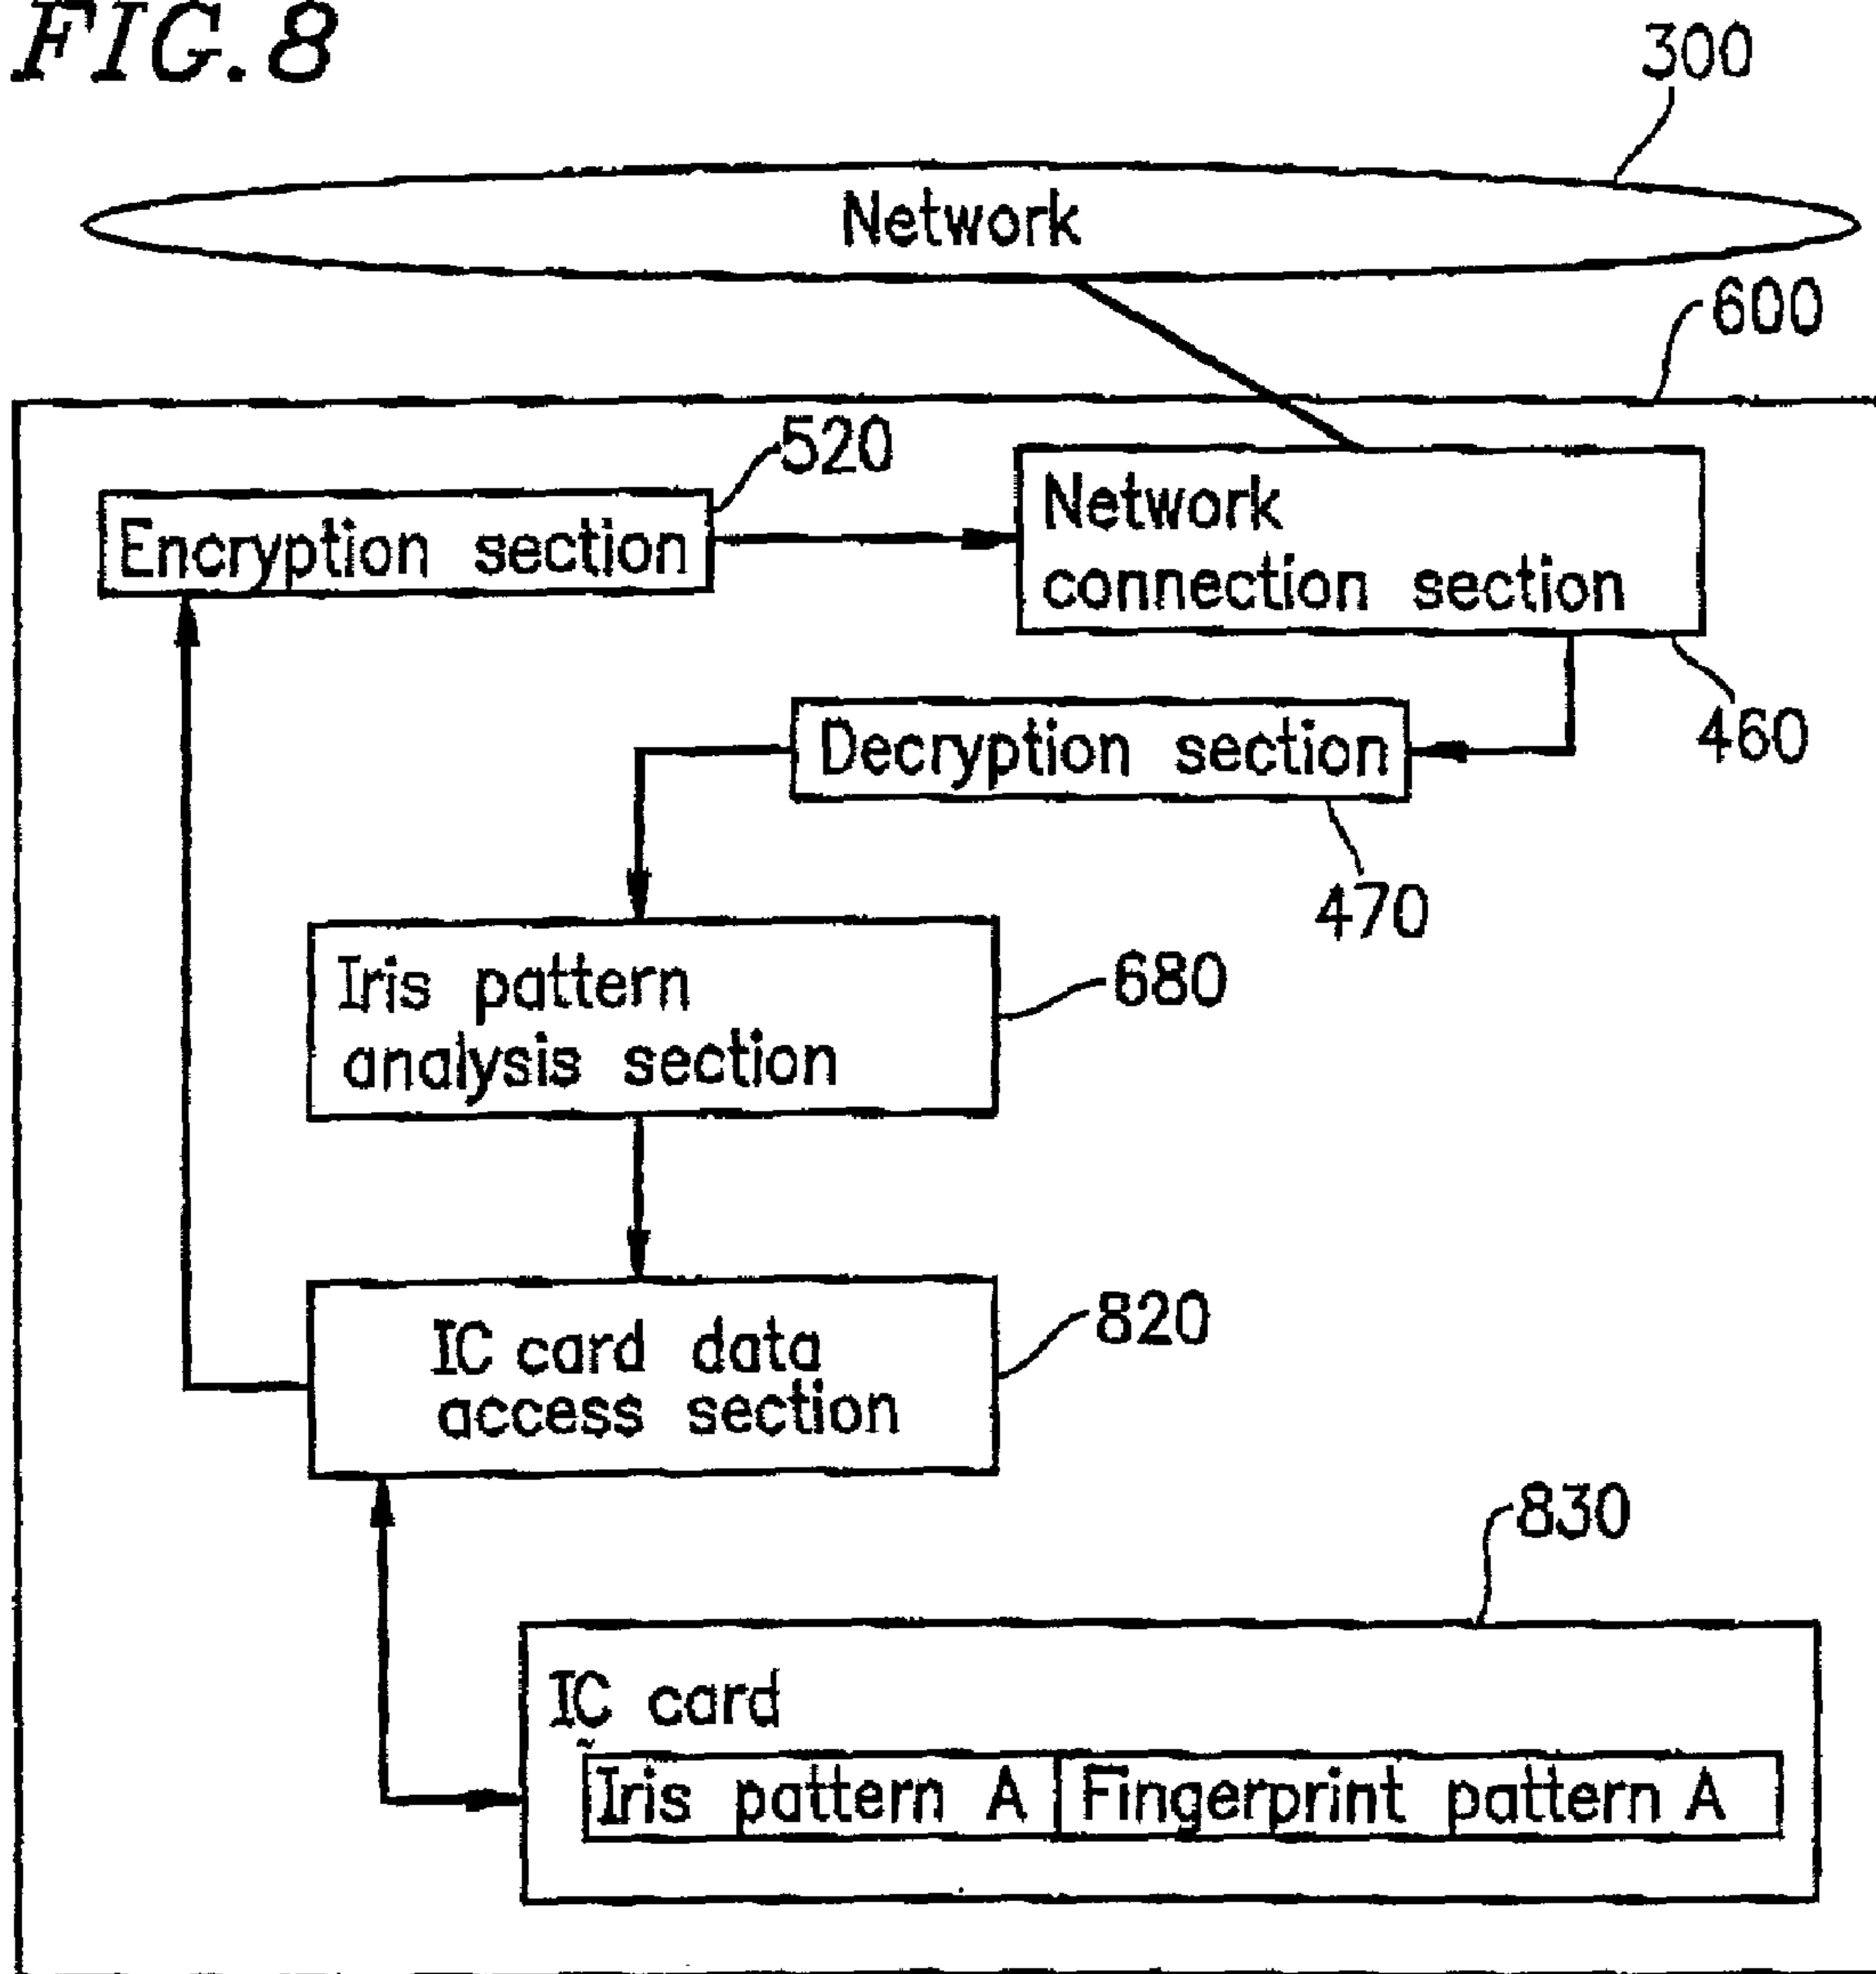 FIG.8
300
Network
600
520
Encryption section
Network
connection section
460
Decryption section
470
Iris pattern
analysis section
680
IC card data
access section
820
830
IC card
Iris pattern A
Fingerprint pattern A